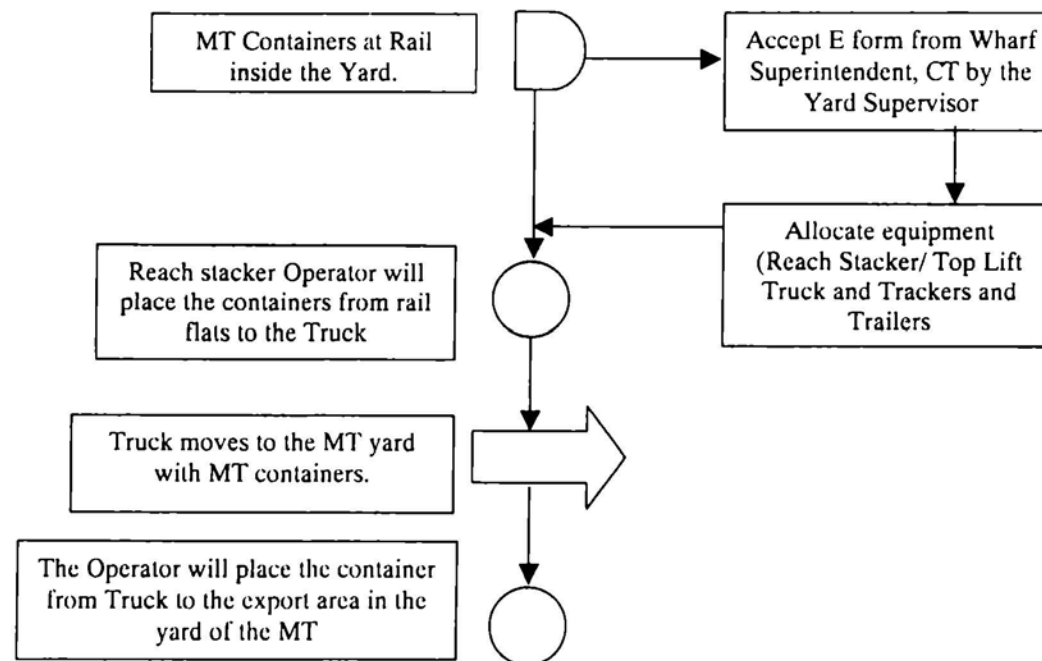 MT Containers at Rail
inside the Yard.
Accept E form from Wharf
Superintendent, CT by the
Yard Supervisor
Allocate equipment
(Reach Stacker/ Top Lift
Truck and Trackers and
Trailers
Reach stacker Operator will
place the containers from rail
flats to the Truck
Truck moves to the MT yard
with MT containers.
The Operator will place the container
from Truck to the export area in the
yard of the MT